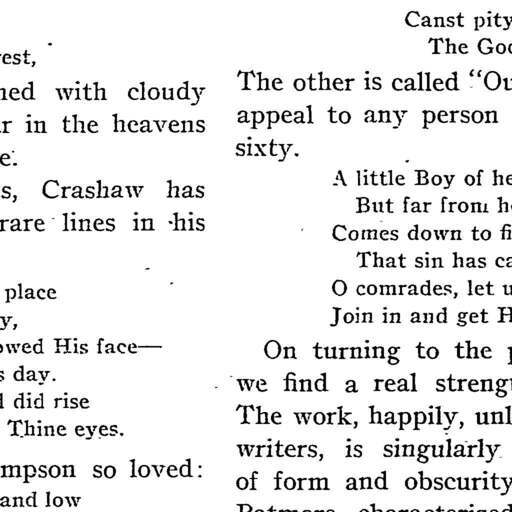 est,
ned with cloudy
r in the heavens
e.
s, Crashaw has
rare lines in his
place
y,
owed His face—
s day.
l did rise
Thine eyes.
mpson so loved:
and low
Canst pity
The Goo
The other is called "Ou
appeal to any person
sixty.
A little Boy of he
But far from h
Comes down to fi
That sin has ca
O comrades, let u
Join in and get H
On turning to the p
we find a real streng
The work, happily, unl
writers, is singularly
of form and obscurity
Patmore characterized